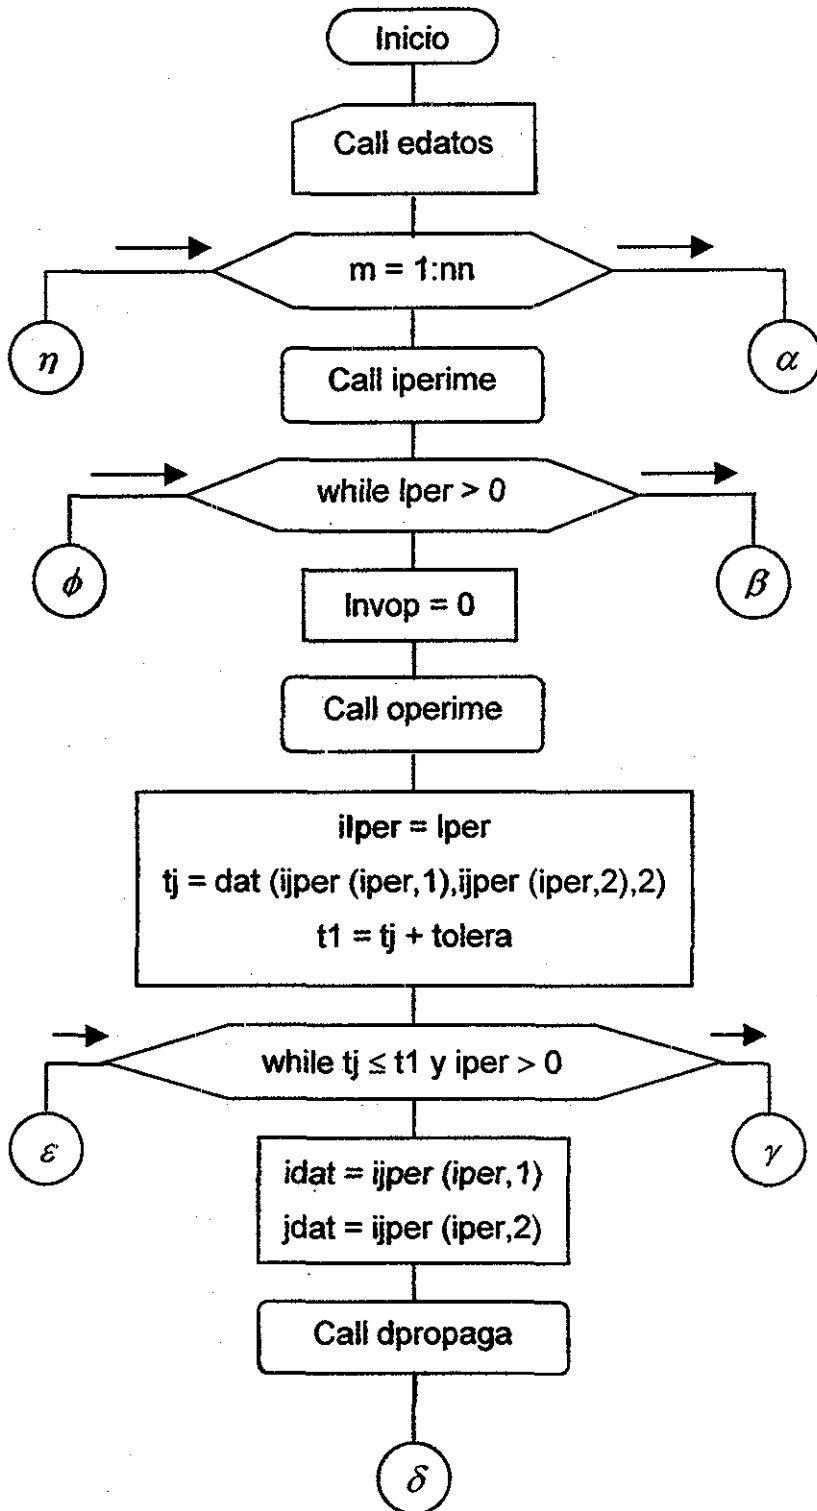 Inicio
Call edatos
m = 1:nn
η
α
Call iperime
while Iper > 0
ϕ
β
Invop = 0
Call operime
iIper = Iper
tj = dat (ijper (iper,1),ijper (iper,2),2)
t1 = tj + tolera
while tj ≤ t1 y iper > 0
ε
γ
idat = ijper (iper,1)
jdat = ijper (iper,2)
Call dpropaga
δ